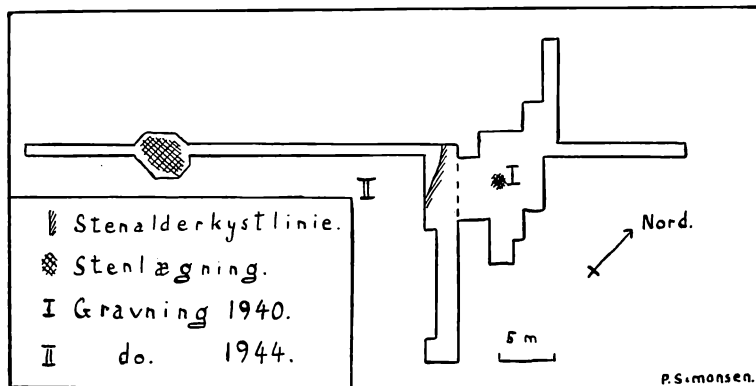 I
II
Nord.
Stenalderkystlinie.
Stenlægning.
I Gravning 1940.
II do. 1944.
5 m
P. Simonsen.